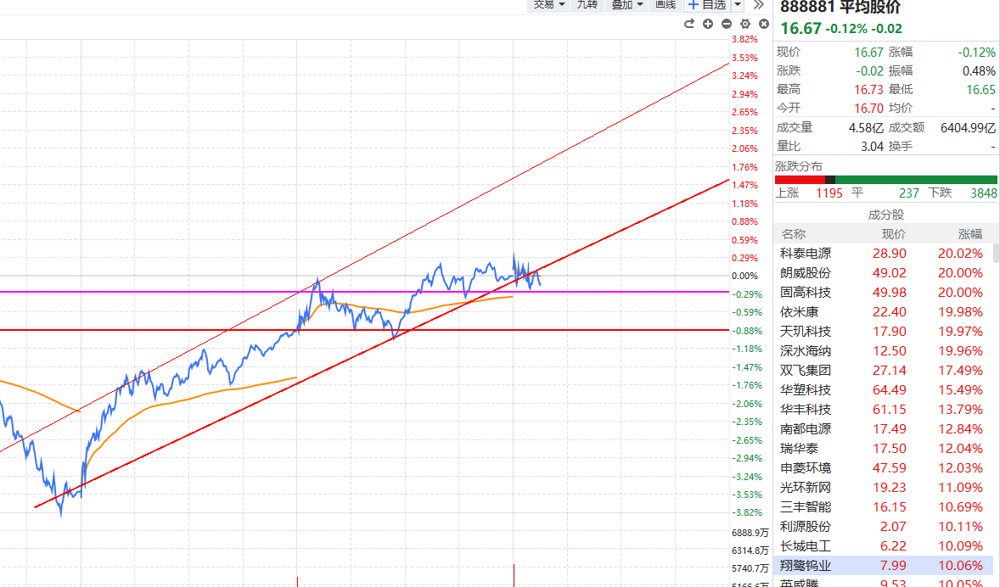 交易 九转 叠加 画线 自选
888881 平均股价
16.67 -0.12% -0.02
现价 16.67 涨幅 -0.12%
涨跌 -0.02 振幅 0.48%
最高 16.73 最低 16.65
今开 16.70 均价 -
成交量 4.58亿 成交额 6404.99亿
量比 3.04 换手 -
涨跌分布
上涨 1195 平 237 下跌 3848
成分股
名称 现价 涨幅
科泰电源 28.90 20.02%
朗威股份 49.02 20.00%
固高科技 49.98 20.00%
依米康 22.40 19.98%
天玑科技 17.90 19.97%
深水海纳 12.50 19.96%
双飞集团 27.14 17.49%
华塑科技 64.49 15.49%
华丰科技 61.15 13.79%
南都电源 17.49 12.84%
瑞华泰 17.50 12.04%
申菱环境 47.59 12.03%
光环新网 19.23 11.09%
三丰智能 16.15 10.69%
利源股份 2.07 10.11%
长城电工 6.22 10.09%
翔鹭钨业 7.99 10.06%
英威腾 9.53 10.05%
3.82%
3.53%
3.24%
2.94%
2.65%
2.35%
2.06%
1.76%
1.47%
1.18%
0.88%
0.59%
0.29%
0.00%
-0.29%
-0.59%
-0.88%
-1.18%
-1.47%
-1.76%
-2.06%
-2.35%
-2.65%
-2.94%
-3.24%
-3.53%
-3.82%
6888.9万
6314.8万
5740.7万
5166.6万